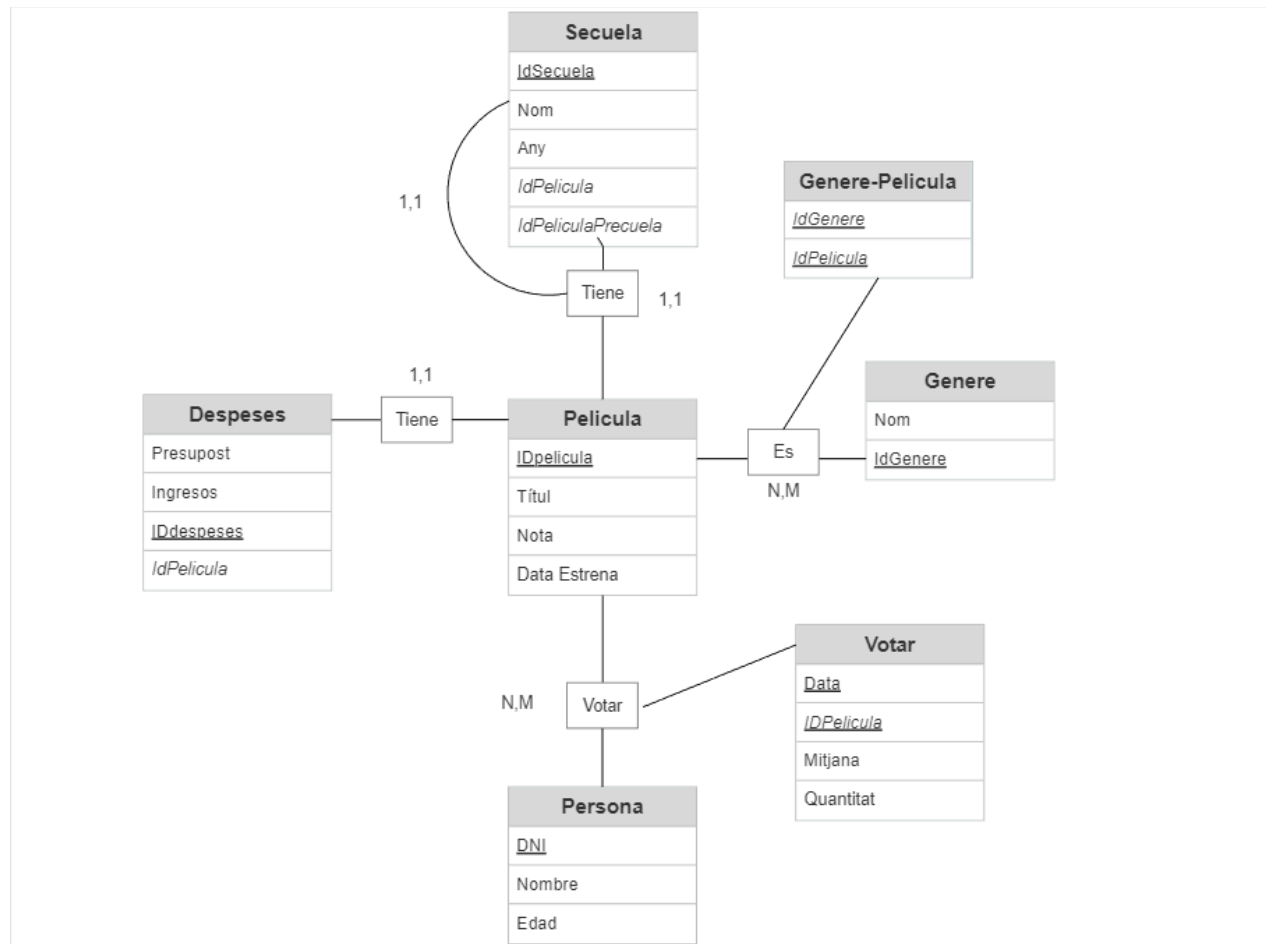 Secuela
IdSecuela
Nom
Any
IdPelicula
IdPeliculaPrecuela
1,1
Tiene
1,1
Genere-Pelicula
IdGenere
IdPelicula
Genere
Nom
IdGenere
Es
N,M
1,1
Tiene
Despeses
Presupost
Ingresos
IDdespeses
IdPelicula
Pelicula
IDpelicula
Títul
Nota
Data Estrena
N,M
Votar
Votar
Data
IDPelicula
Mitjana
Quantitat
Persona
DNI
Nombre
Edad